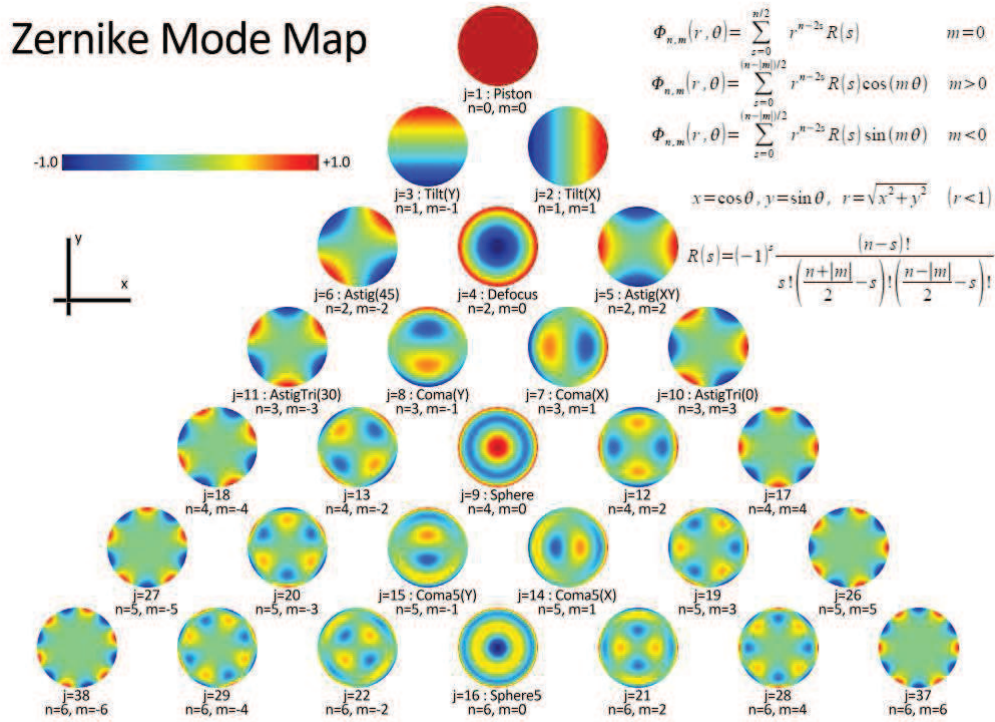 Zernike Mode Map
j=1 : Piston
n=0, m=0
Φn,m(r,θ)= ∑ s=0 n/2 r^n-2s R(s) m=0
Φn,m(r,θ)= ∑ s=0 (n-|m|)/2 r^n-2s R(s)cos(mθ) m>0
Φn,m(r,θ)= ∑ s=0 (n-|m|)/2 r^n-2s R(s)sin(mθ) m<0
x=cosθ, y=sinθ, r=√x²+y² (r<1)
R(s)=(-1)^s (n-s)! / s!((n+|m|)/2 -s)!((n-|m|)/2 -s)!
-1.0 +1.0
y
x
j=3 : Tilt(Y) j=2 : Tilt(X)
n=1, m=-1 n=1, m=1
j=6 : Astig(45) j=4 : Defocus j=5 : Astig(XY)
n=2, m=-2 n=2, m=0 n=2, m=2
j=11 : AstigTri(30) j=8 : Coma(Y) j=7 : Coma(X) j=10 : AstigTri(0)
n=3, m=-3 n=3, m=-1 n=3, m=1 n=3, m=3
j=18 j=13 j=9 : Sphere j=12 j=17
n=4, m=-4 n=4, m=-2 n=4, m=0 n=4, m=2 n=4, m=4
j=27 j=20 j=15 : Coma5(Y) j=14 : Coma5(X) j=19 j=26
n=5, m=-5 n=5, m=-3 n=5, m=-1 n=5, m=1 n=5, m=3 n=5, m=5
j=38 j=29 j=22 j=16 : Sphere5 j=21 j=28 j=37
n=6, m=-6 n=6, m=-4 n=6, m=-2 n=6, m=0 n=6, m=2 n=6, m=4 n=6, m=6